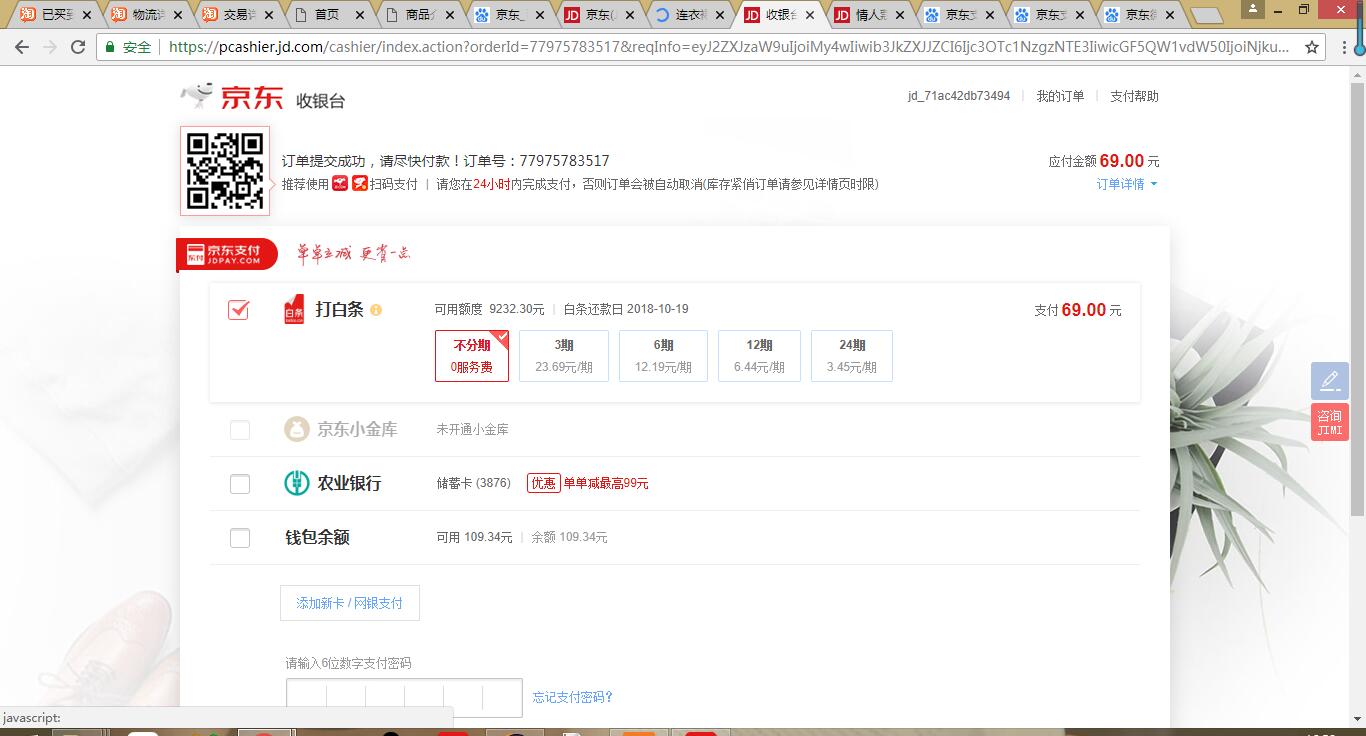 已买到 物流详 交易详 首页 商品介 京东_ 京东(J 连衣裙 收银台 情人 京东支 京东支 京东
安全 https://pcashier.jd.com/cashier/index.action?orderId=77975783517&reqInfo=eyJ2ZXJzaW9uIjoiMy4wIiwib3JkZXJJZCI6Ijc3OTc1NzgzNTE3IiwicGF5QW1vdW50IjoiNjku...
京东 收银台 jd_71ac42db73494 我的订单 支付帮助
订单提交成功，请尽快付款！订单号：77975783517 应付金额 69.00 元
推荐使用 扫码支付 请您在24小时内完成支付，否则订单会被自动取消(库存紧俏订单请参见详情页时限) 订单详情
京东支付 单单立减 更省一点
JDPAY.COM
打白条 可用额度 9232.30元 白条还款日 2018-10-19 支付 69.00 元
白条
不分期 3期 6期 12期 24期
0服务费 23.69元/期 12.19元/期 6.44元/期 3.45元/期
咨询
JIMI
京东小金库 未开通小金库
农业银行 储蓄卡 (3876) 优惠 单单减最高99元
钱包余额 可用 109.34元 余额 109.34元
添加新卡 / 网银支付
请输入6位数字支付密码
忘记支付密码？
javascript: